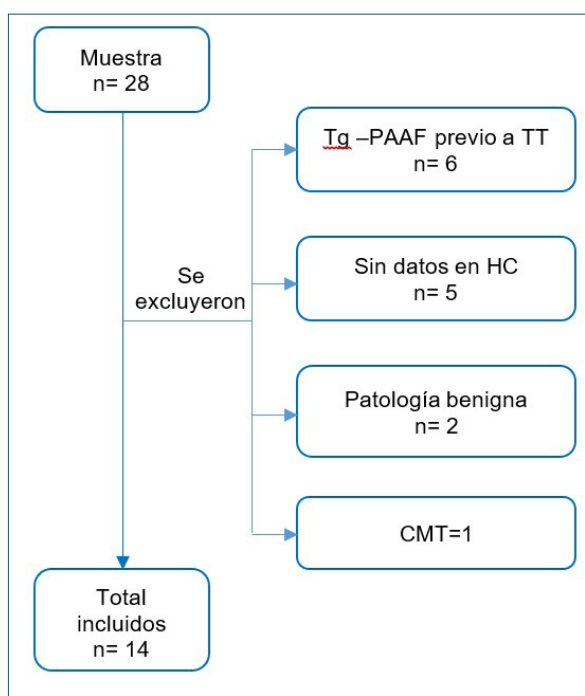 Muestra
n= 28
Tg –PAAF previo a TT
n= 6
Se
excluyeron
Sin datos en HC
n= 5
Patología benigna
n= 2
CMT=1
Total
incluidos
n= 14